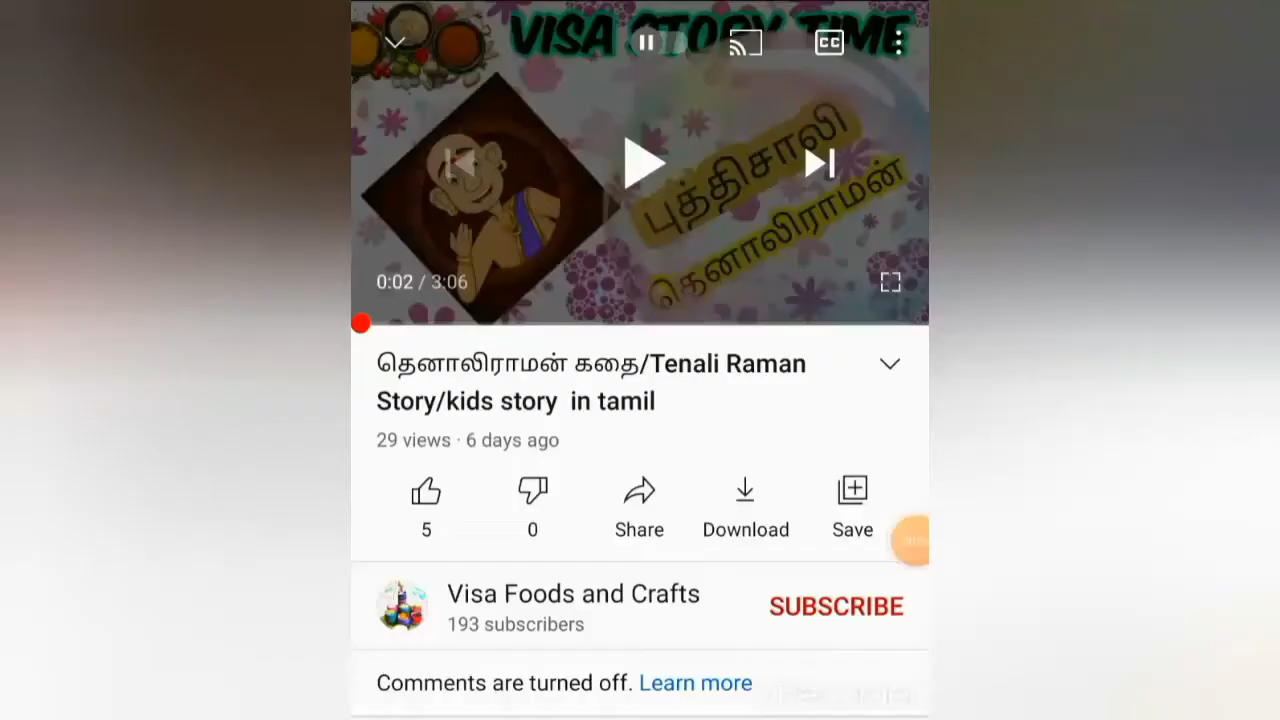 VISA STORY TIME
புத்திசாலி
தெனாலிராமன்
0:02 / 3:06
தெனாலிராமன் கதை/Tenali Raman
Story/kids story in tamil
29 views · 6 days ago
5
0
Share
Download
Save
Visa Foods and Crafts
193 subscribers
SUBSCRIBE
Comments are turned off. Learn more